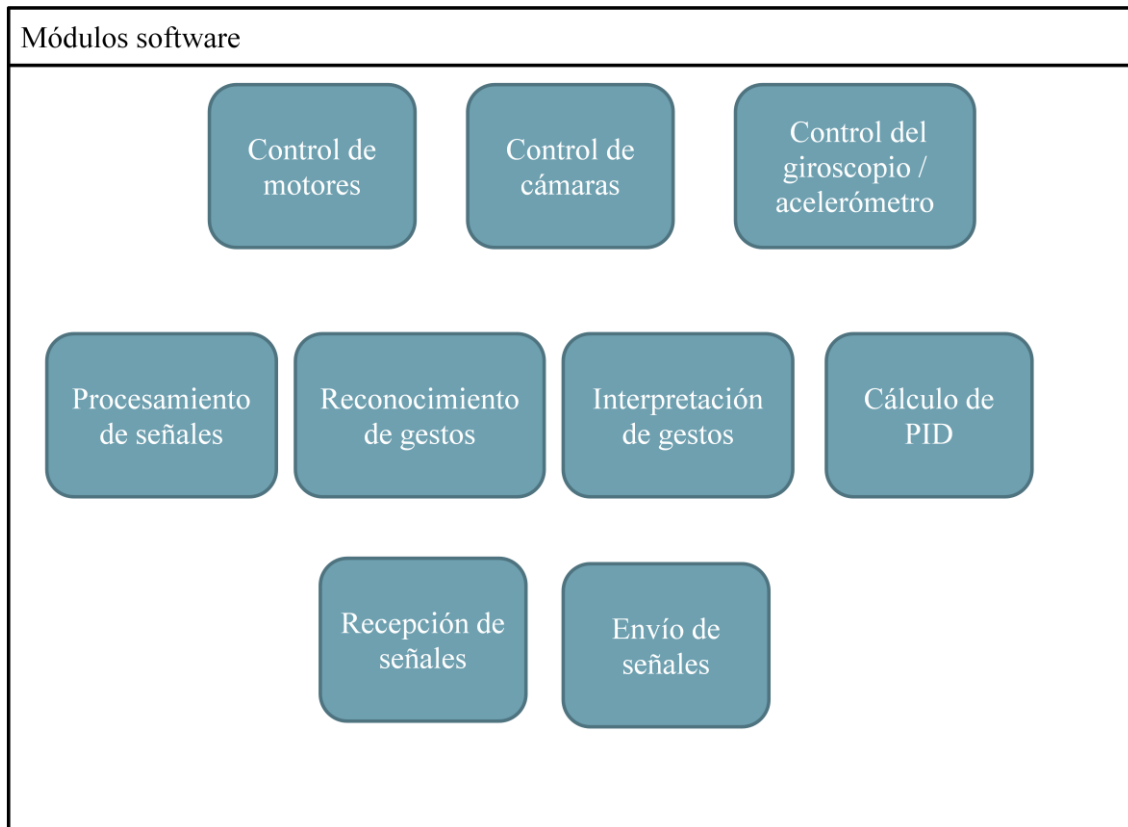 Módulos software
Control de
motores
Control de
cámaras
Control del
giroscopio /
acelerómetro
Procesamiento
de señales
Reconocimiento
de gestos
Interpretación
de gestos
Cálculo de
PID
Recepción de
señales
Envío de
señales